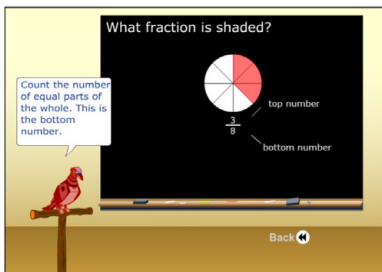 What fraction is shaded?
Count the number
of equal parts of
the whole. This is
the bottom
number.
top number
3
8
bottom number
Back